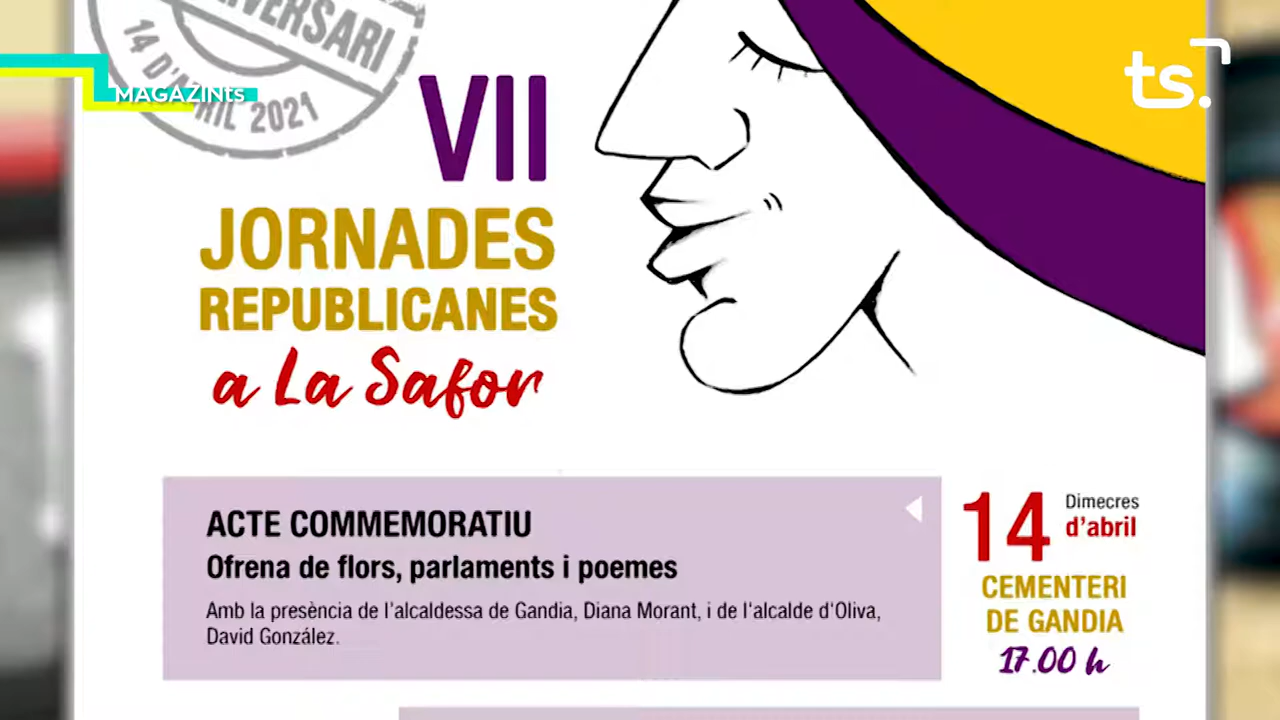 IVERSARI
14 D'ABRIL 2021
MAGAZINts
ts.
VII
JORNADES
REPUBLICANES
a La Safor
ACTE COMMEMORATIU
Ofrena de flors, parlaments i poemes
Amb la presència de l'alcaldessa de Gandia, Diana Morant, i de l'alcalde d'Oliva,
David González.
14 Dimecres
d'abril
CEMENTERI
DE GANDIA
17.00 h